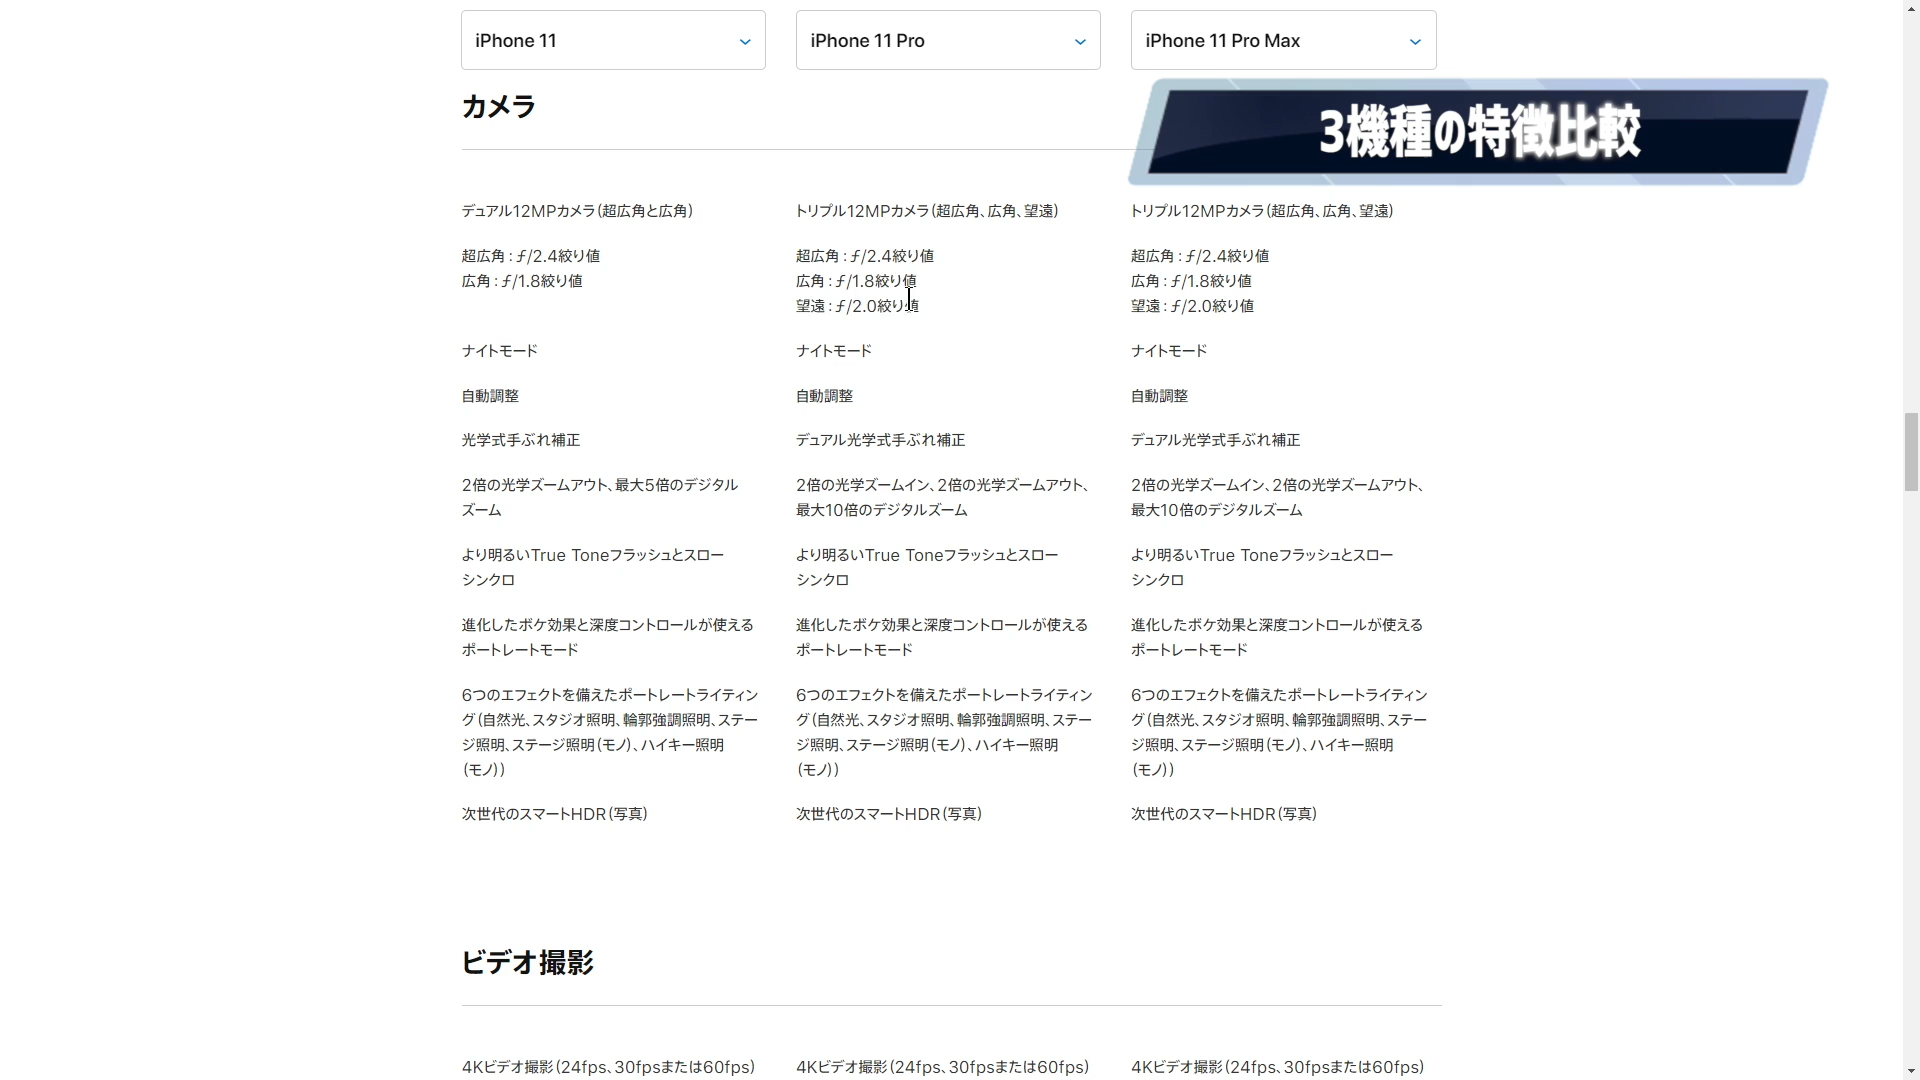 iPhone 11
iPhone 11 Pro
iPhone 11 Pro Max
カメラ
3機種の特徴比較
デュアル12MPカメラ(超広角と広角)
超広角：ƒ/2.4絞り値
広角：ƒ/1.8絞り値
ナイトモード
自動調整
光学式手ぶれ補正
2倍の光学ズームアウト、最大5倍のデジタル
ズーム
より明るいTrue Toneフラッシュとスロー
シンクロ
進化したボケ効果と深度コントロールが使える
ポートレートモード
6つのエフェクトを備えたポートレートライティン
グ(自然光、スタジオ照明、輪郭強調照明、ステー
ジ照明、ステージ照明(モノ)、ハイキー照明
(モノ))
次世代のスマートHDR(写真)
トリプル12MPカメラ(超広角、広角、望遠)
超広角：ƒ/2.4絞り値
広角：ƒ/1.8絞り値
望遠：ƒ/2.0絞り値
ナイトモード
自動調整
デュアル光学式手ぶれ補正
2倍の光学ズームイン、2倍の光学ズームアウト、
最大10倍のデジタルズーム
より明るいTrue Toneフラッシュとスロー
シンクロ
進化したボケ効果と深度コントロールが使える
ポートレートモード
6つのエフェクトを備えたポートレートライティン
グ(自然光、スタジオ照明、輪郭強調照明、ステー
ジ照明、ステージ照明(モノ)、ハイキー照明
(モノ))
次世代のスマートHDR(写真)
トリプル12MPカメラ(超広角、広角、望遠)
超広角：ƒ/2.4絞り値
広角：ƒ/1.8絞り値
望遠：ƒ/2.0絞り値
ナイトモード
自動調整
デュアル光学式手ぶれ補正
2倍の光学ズームイン、2倍の光学ズームアウト、
最大10倍のデジタルズーム
より明るいTrue Toneフラッシュとスロー
シンクロ
進化したボケ効果と深度コントロールが使える
ポートレートモード
6つのエフェクトを備えたポートレートライティン
グ(自然光、スタジオ照明、輪郭強調照明、ステー
ジ照明、ステージ照明(モノ)、ハイキー照明
(モノ))
次世代のスマートHDR(写真)
ビデオ撮影
4Kビデオ撮影(24fps、30fpsまたは60fps)
4Kビデオ撮影(24fps、30fpsまたは60fps)
4Kビデオ撮影(24fps、30fpsまたは60fps)